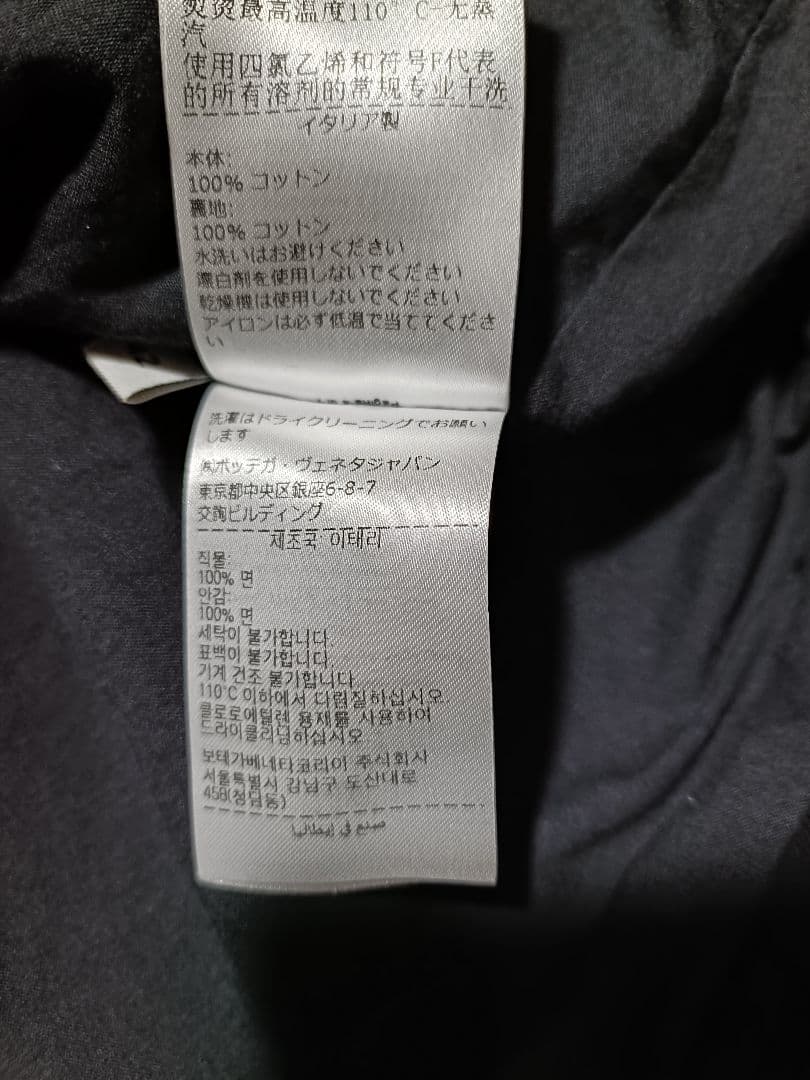 熨烫最高温度110°C-无蒸
汽
使用四氯乙烯和符号F代表
的所有溶剂的常规专业干洗
イタリア製
本体:
100% コットン
裏地:
100% コットン
水洗いはお避けください
漂白剤を使用しないでください
乾燥機は使用しないでください
アイロンは必ず低温で当ててくださ
い
洗濯はドライクリーニングでお願い
します
㈱ボッテガ・ヴェネタジャパン
東京都中央区銀座6-8-7
交詢ビルディング
제조국 이태리
직물:
100% 면
안감:
100% 면
세탁이 불가합니다
표백이 불가합니다
기계 건조 불가합니다
110°C 이하에서 다림질하십시오.
클로로에틸렌 용재를 사용하여
드라이클리닝하십시오
보테가베네타코리아 주식회사
서울특별시 강남구 도산대로
458(청담동)
صنع في إيطاليا